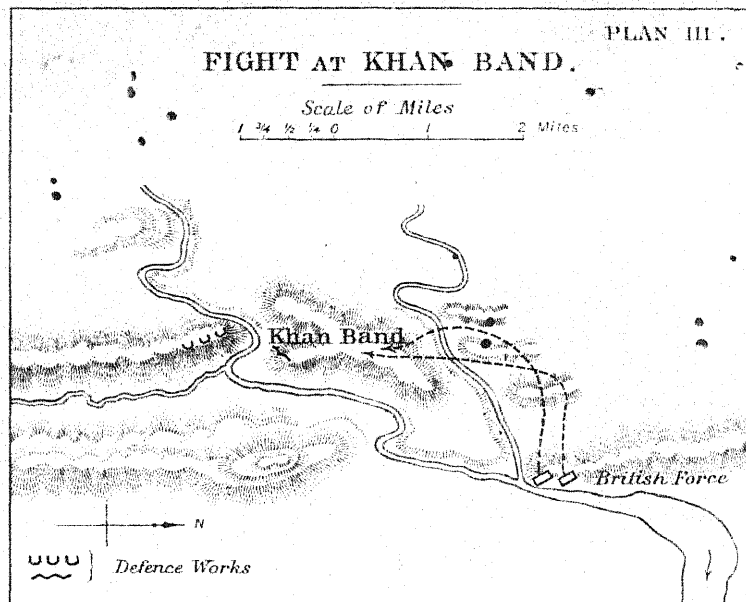 PLAN III.
FIGHT AT KHAN BAND.
Scale of Miles
1 ¾ ½ ¼ 0 1 2 Miles
Khan Band
British Force
N
Defence Works